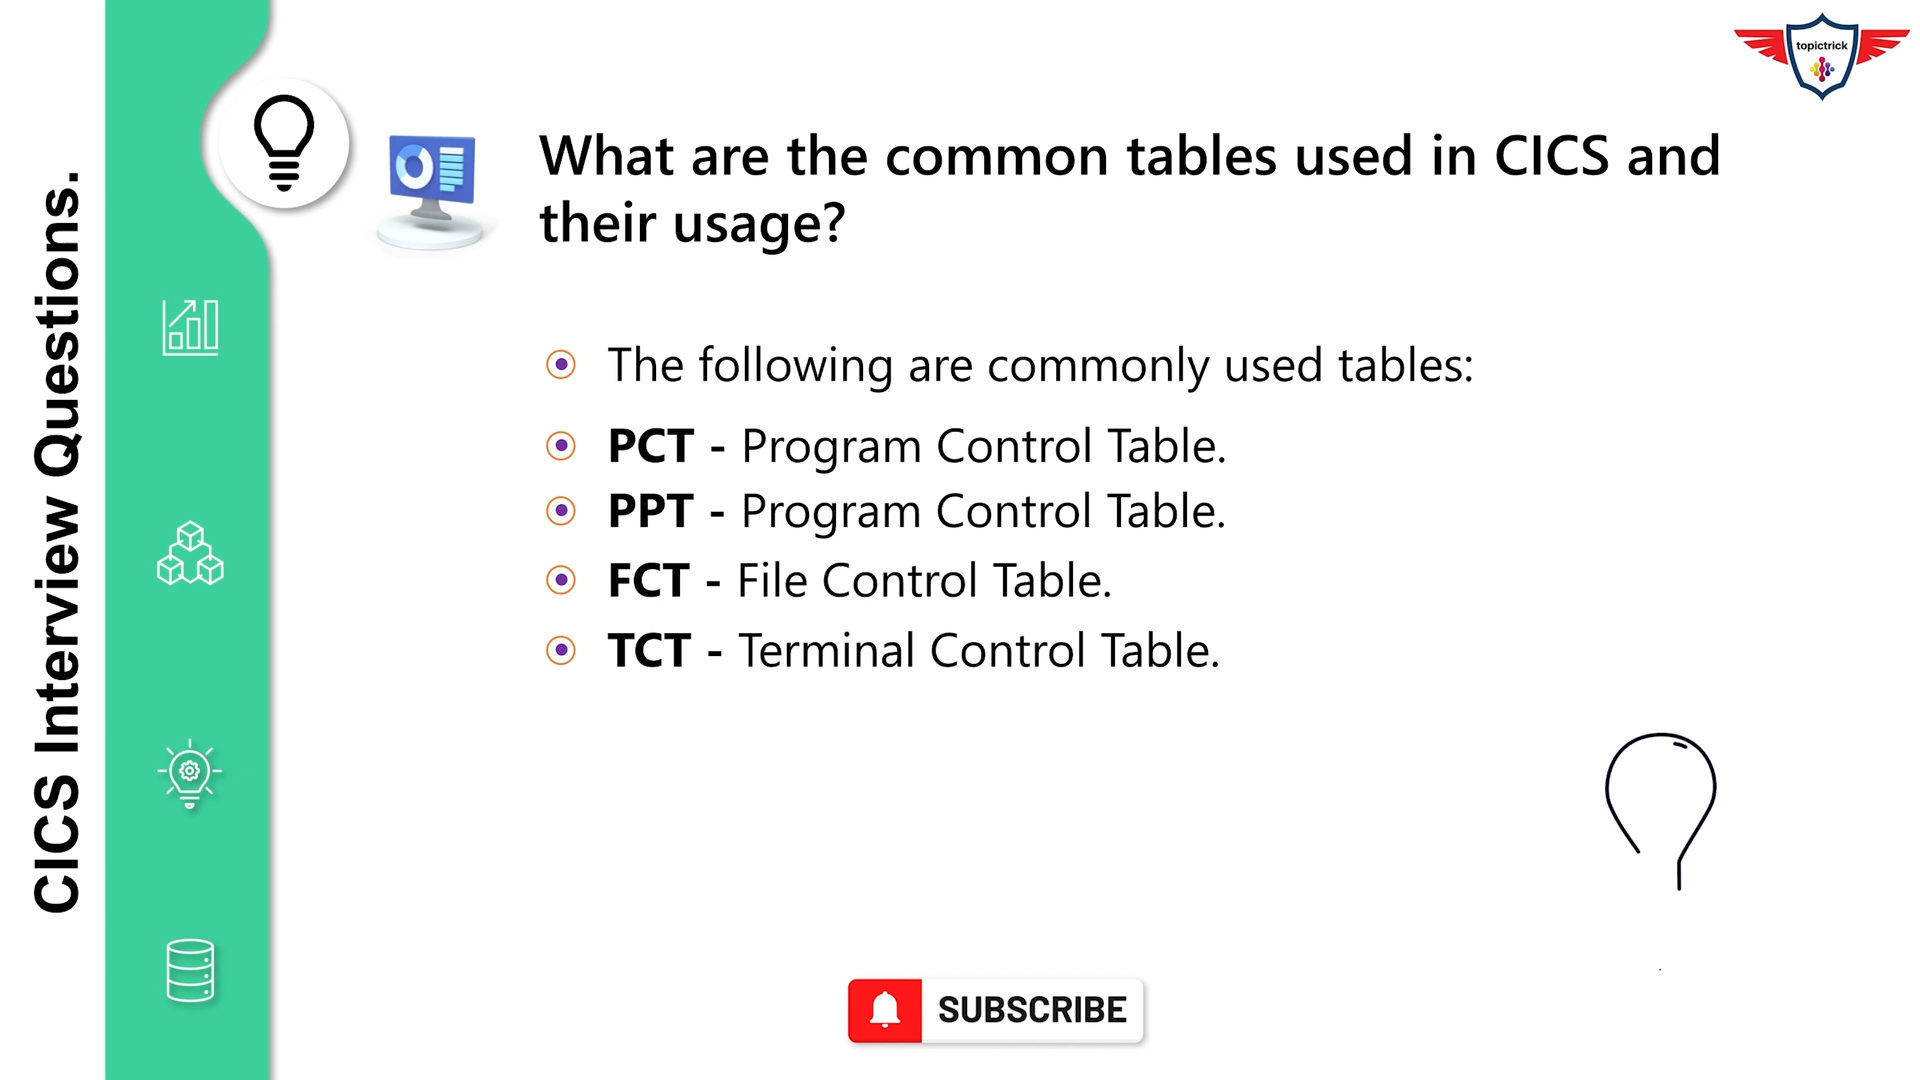 CICS Interview Questions.
topictrick
What are the common tables used in CICS and
their usage?
The following are commonly used tables:
PCT - Program Control Table.
PPT - Program Control Table.
FCT - File Control Table.
TCT - Terminal Control Table.
SUBSCRIBE